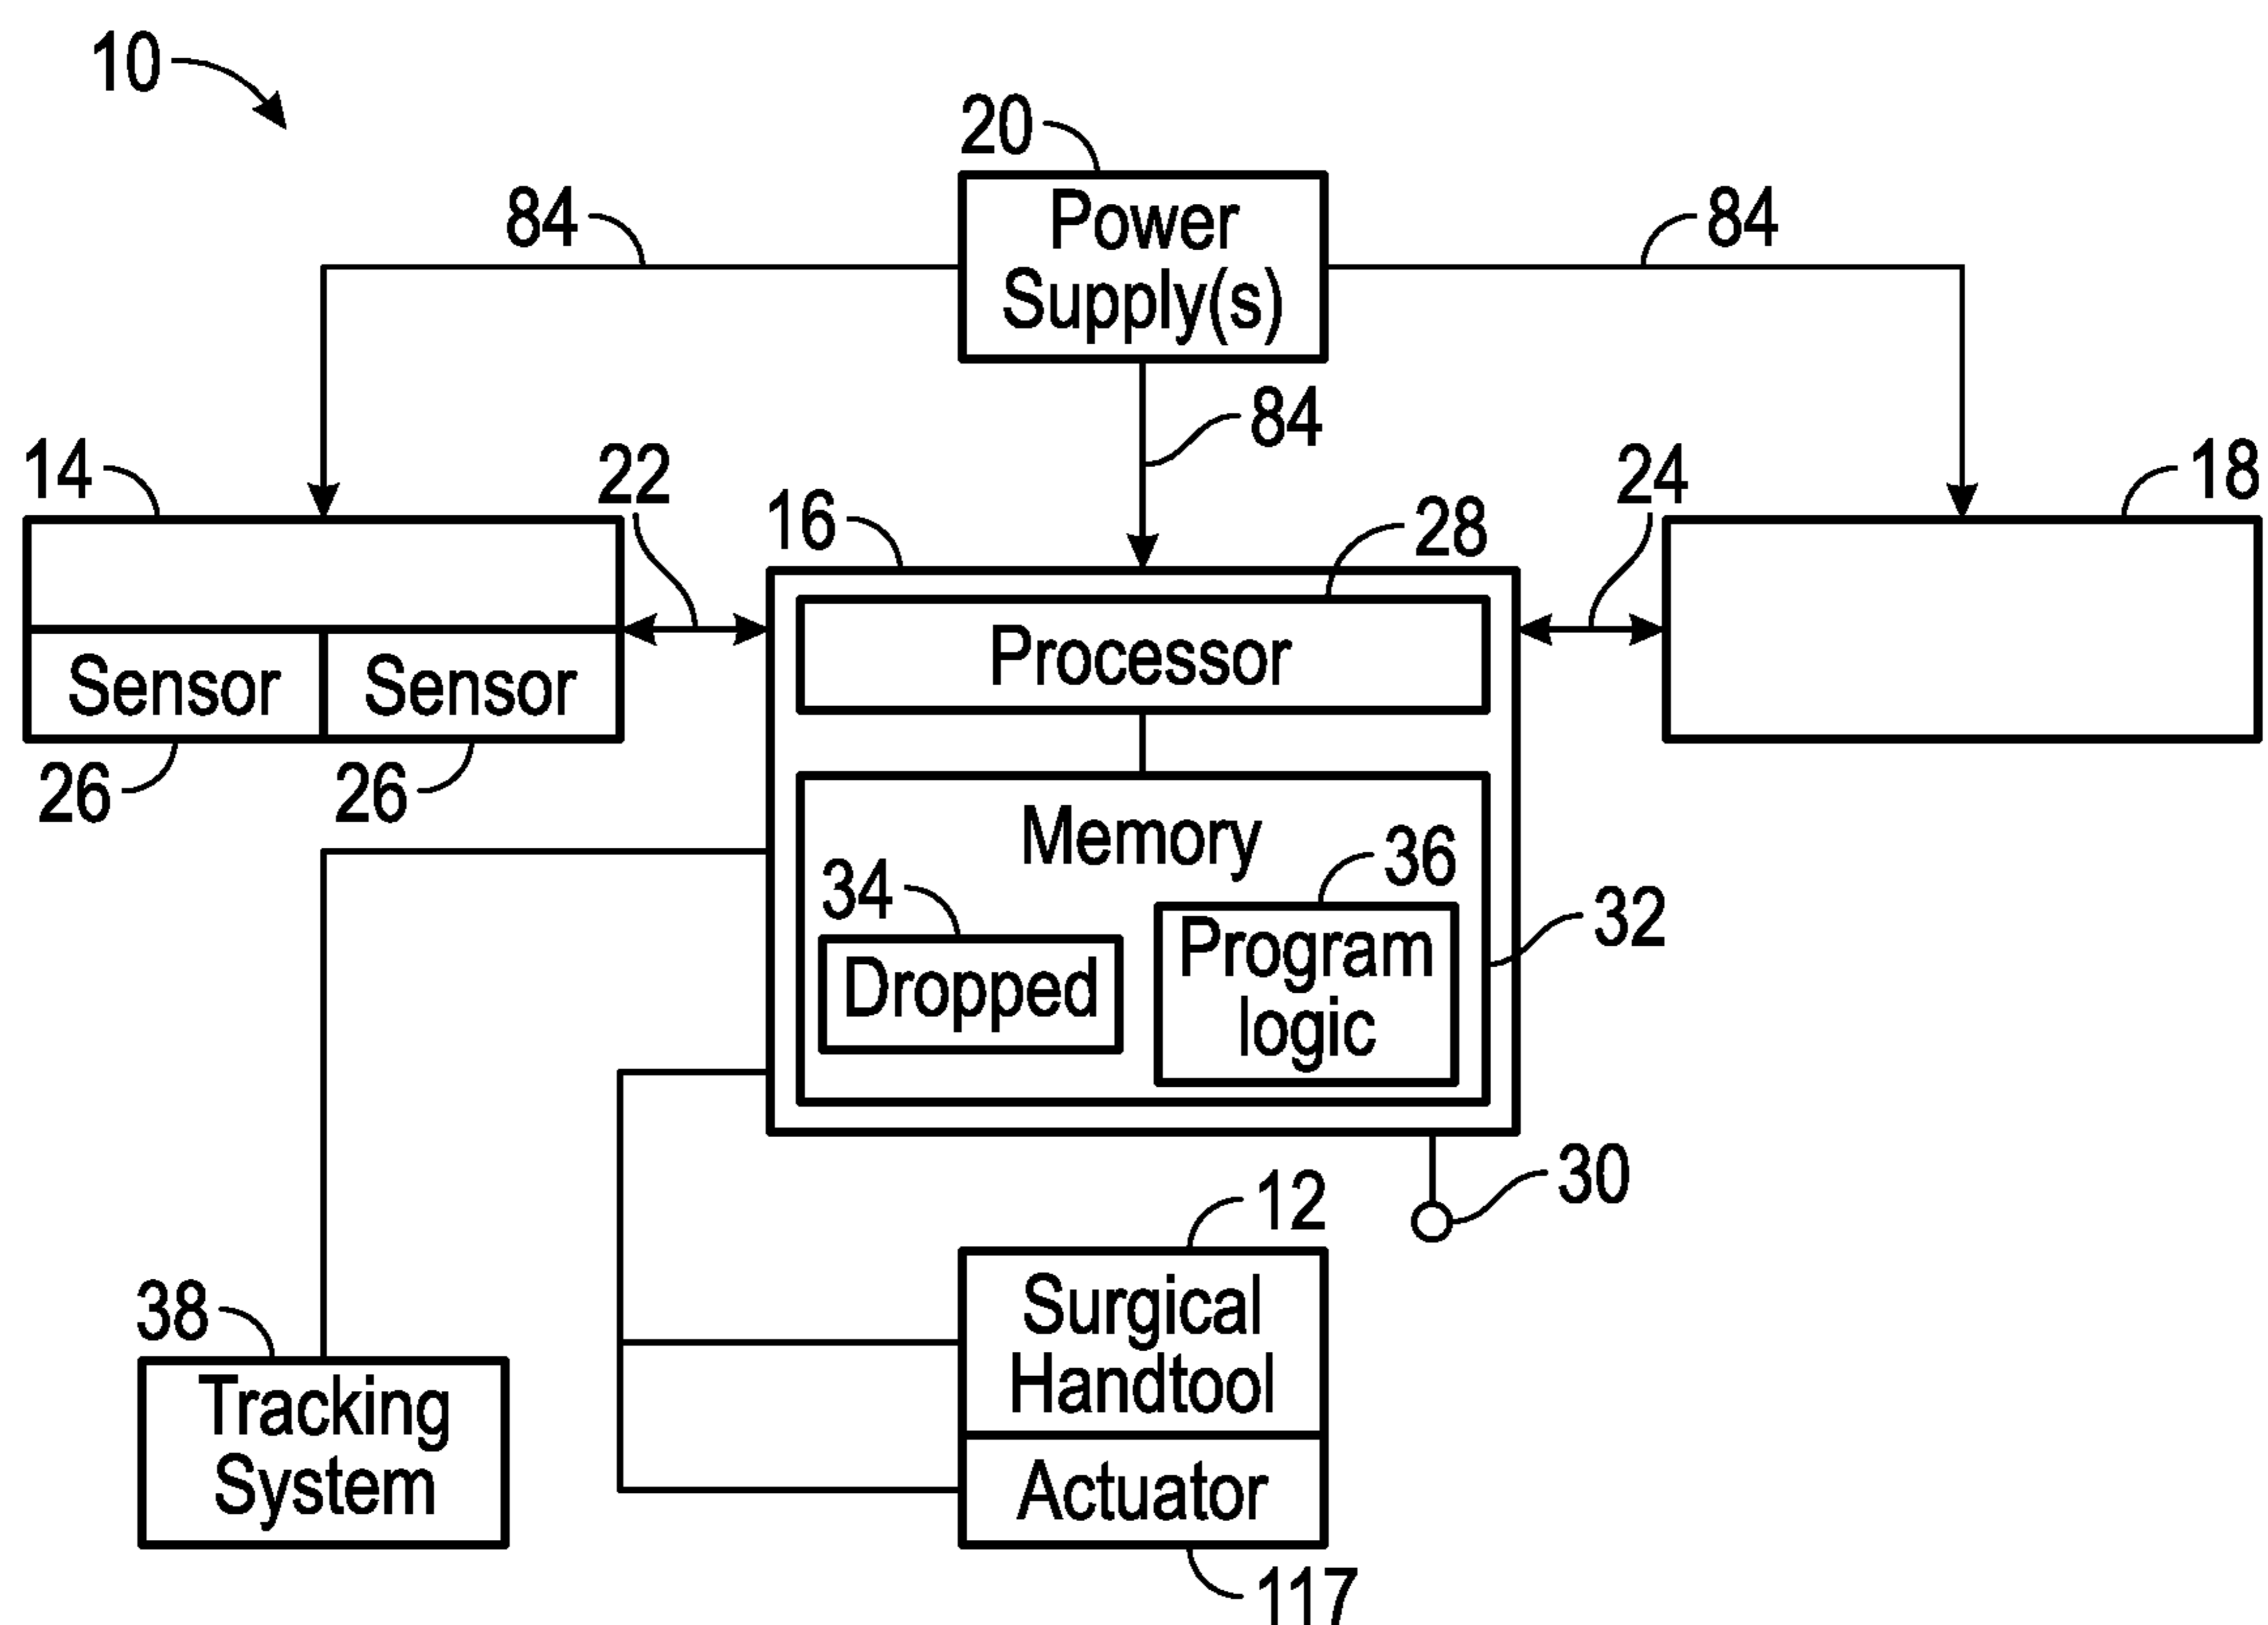 10
20
Power
Supply(s)
84
84
84
14
22
16
28
24
18
Sensor
Sensor
Processor
26
26
Memory
34
36
32
Dropped
Program
logic
30
12
38
Surgical
Handtool
Tracking
System
Actuator
117